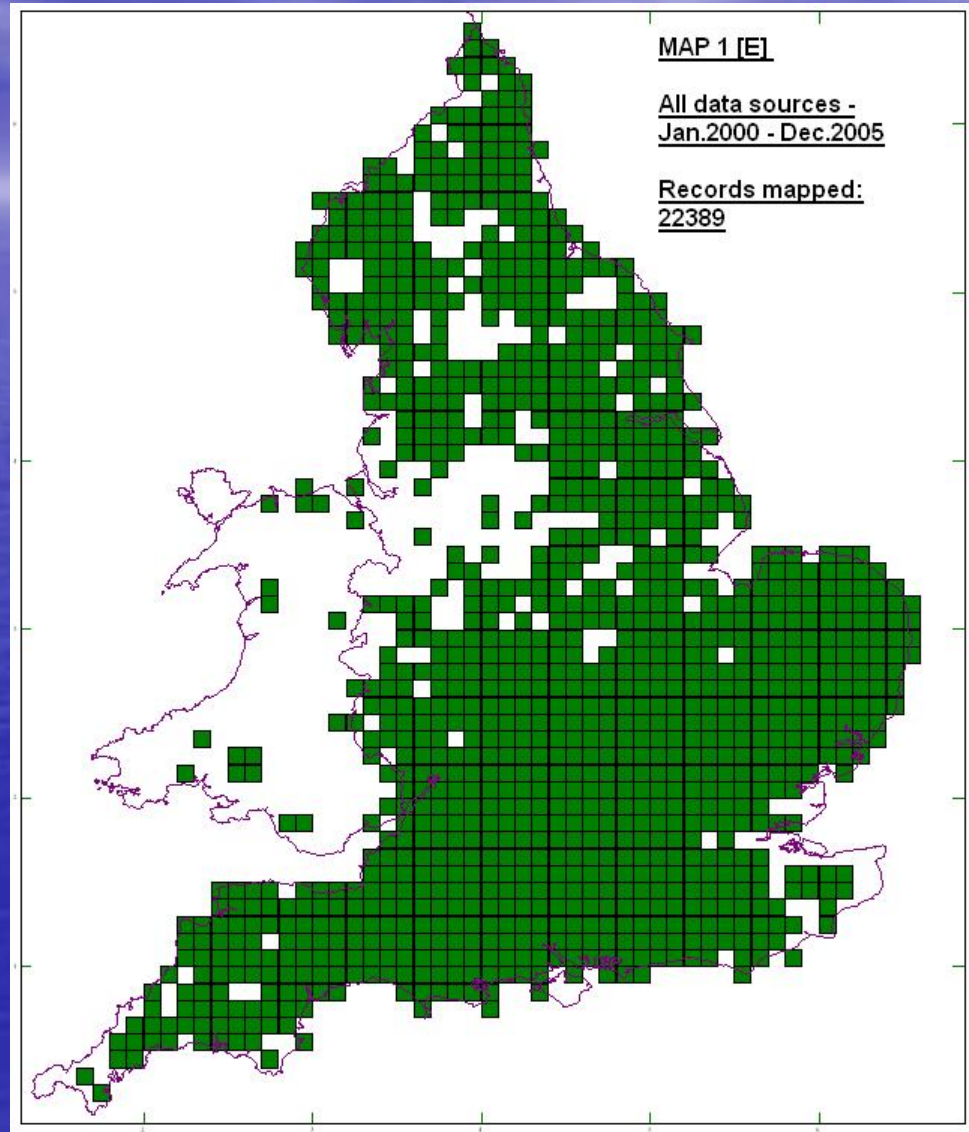 MAP 1 [E]
All data sources -
Jan.2000 - Dec.2005
Records mapped:
22389